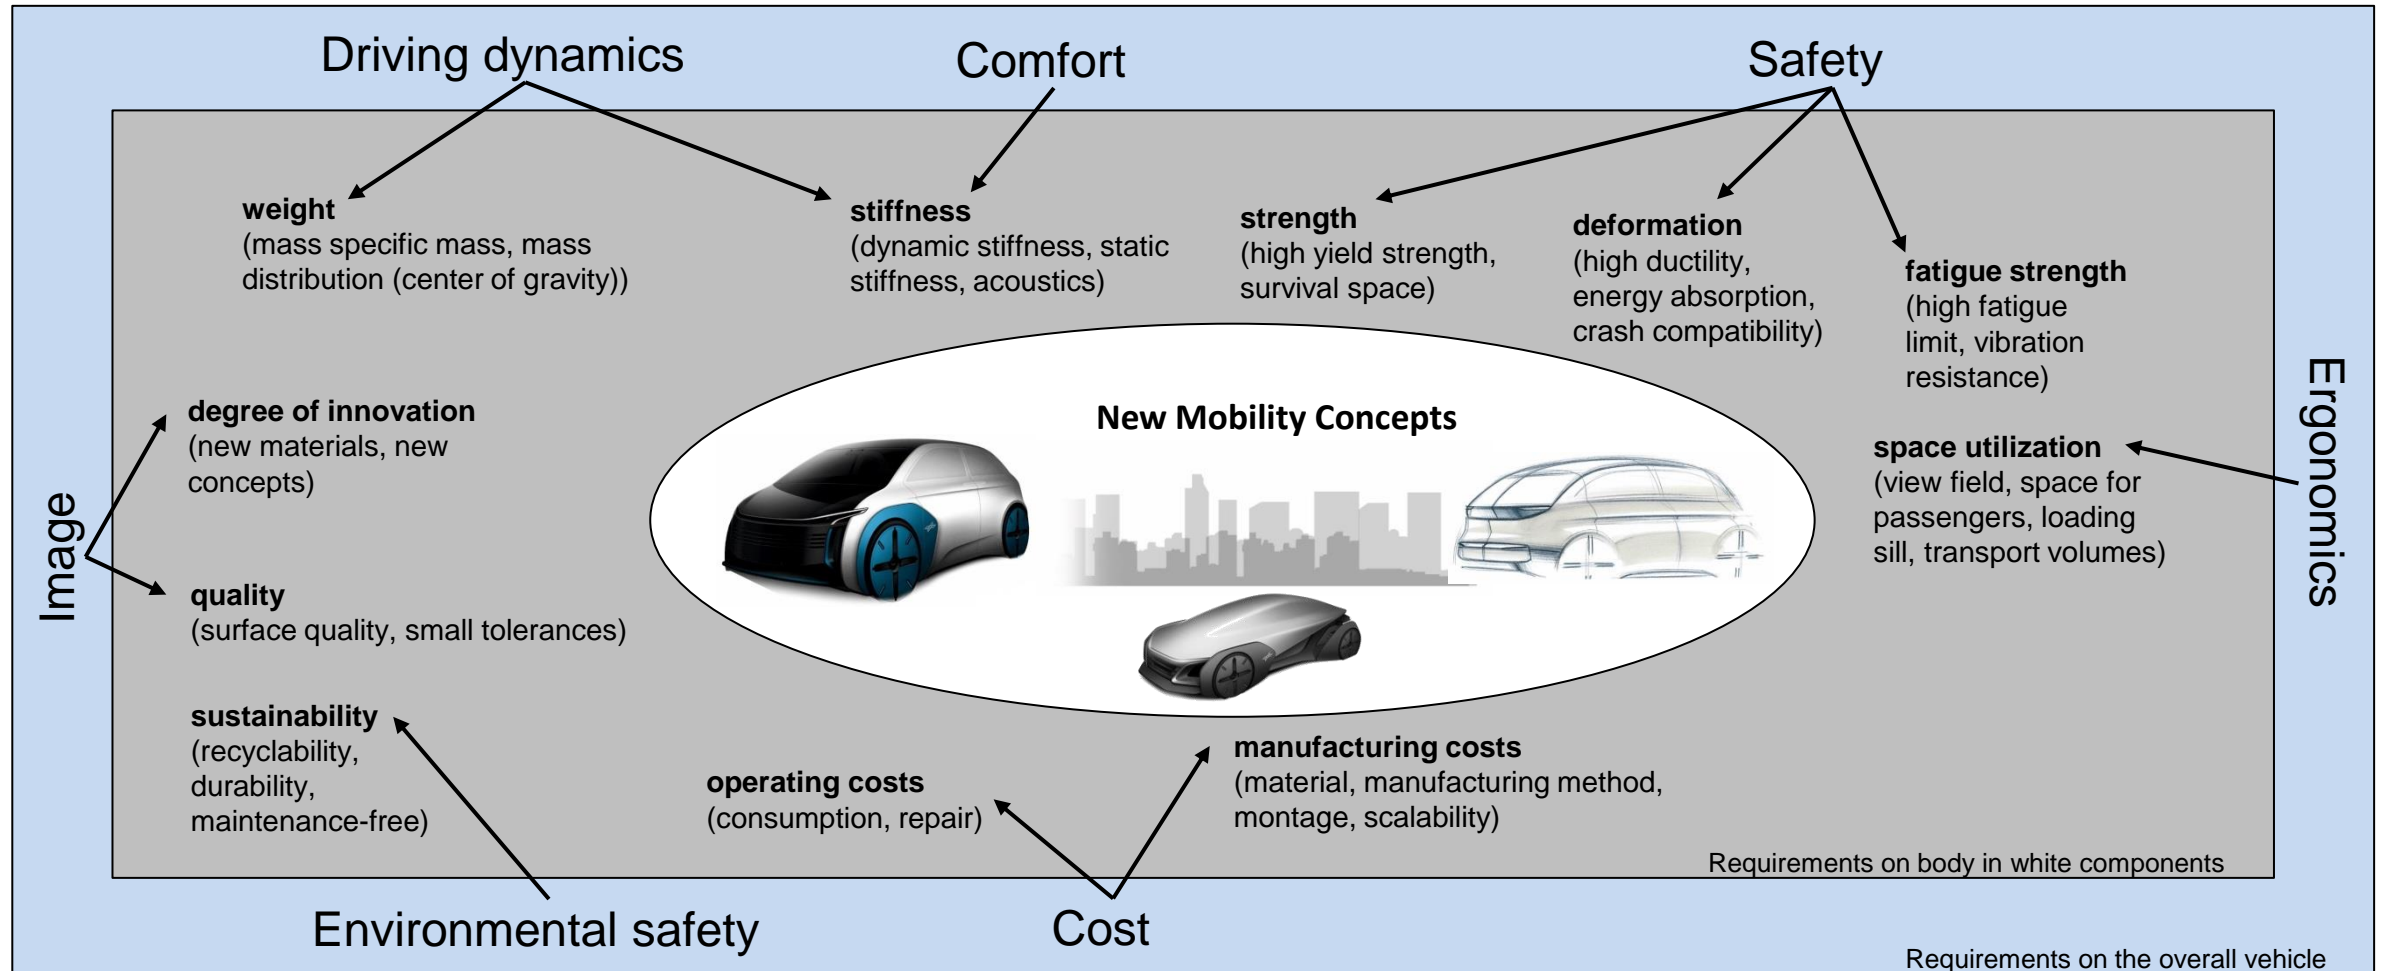 Driving dynamics
Comfort
Safety
weight
(mass specific mass, mass
distribution (center of gravity))
stiffness
(dynamic stiffness, static
stiffness, acoustics)
strength
(high yield strength,
survival space)
deformation
(high ductility,
energy absorption,
crash compatibility)
fatigue strength
(high fatigue
limit, vibration
resistance)
Image
degree of innovation
(new materials, new
concepts)
New Mobility Concepts
space utilization
(view field, space for
passengers, loading
sill, transport volumes)
Ergonomics
quality
(surface quality, small tolerances)
sustainability
(recyclability,
durability,
maintenance-free)
operating costs
(consumption, repair)
manufacturing costs
(material, manufacturing method,
montage, scalability)
Requirements on body in white components
Environmental safety
Cost
Requirements on the overall vehicle